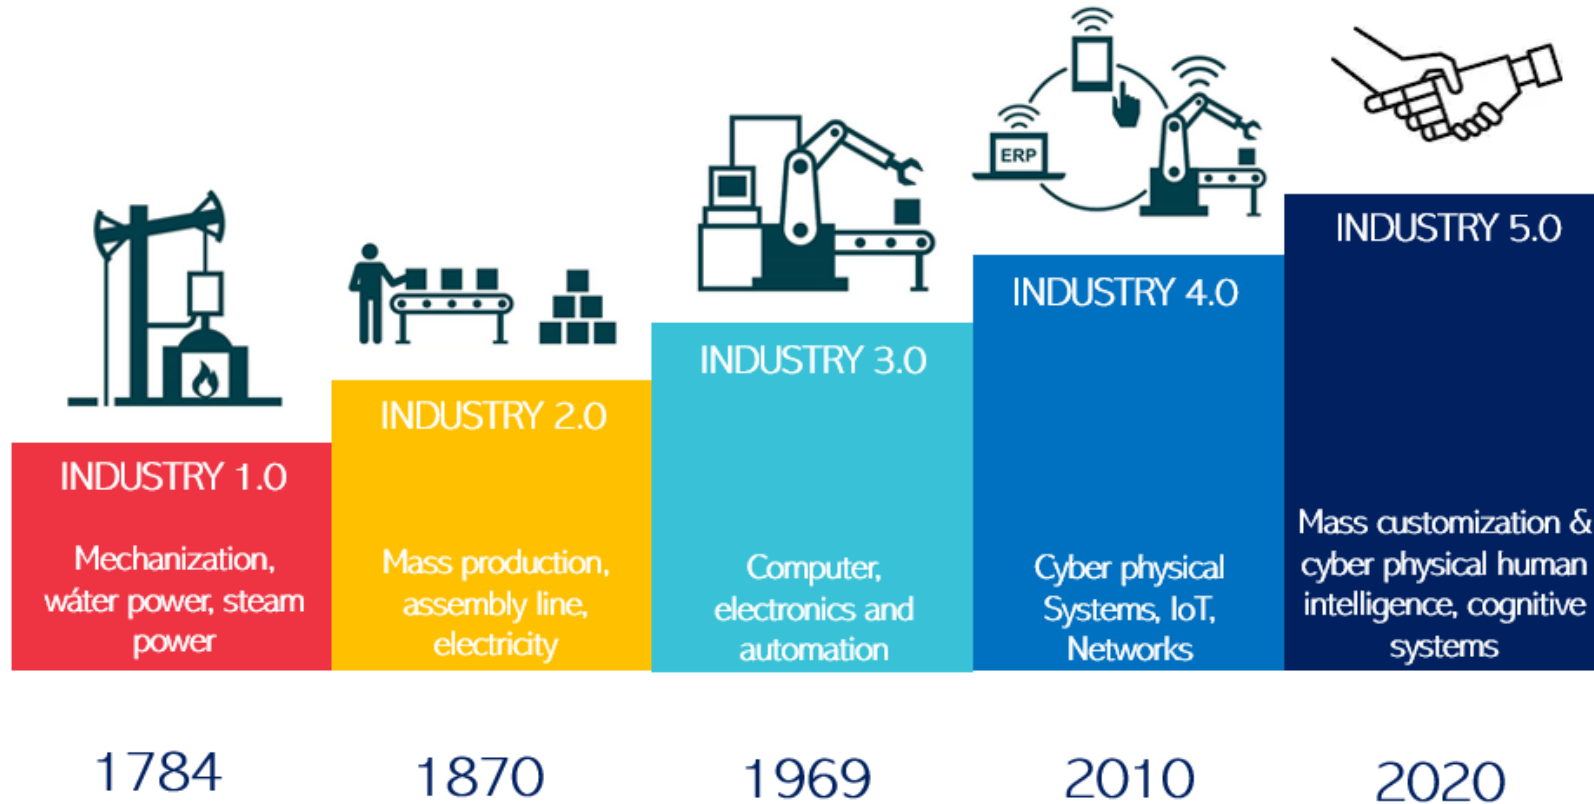 ERP
INDUSTRY 1.0
Mechanization,
wáter power, steam
power
1784
INDUSTRY 2.0
Mass production,
assembly line,
electricity
1870
INDUSTRY 3.0
Computer,
electronics and
automation
1969
INDUSTRY 4.0
Cyber physical
Systems, IoT,
Networks
2010
INDUSTRY 5.0
Mass customization &
cyber physical human
intelligence, cognitive
systems
2020